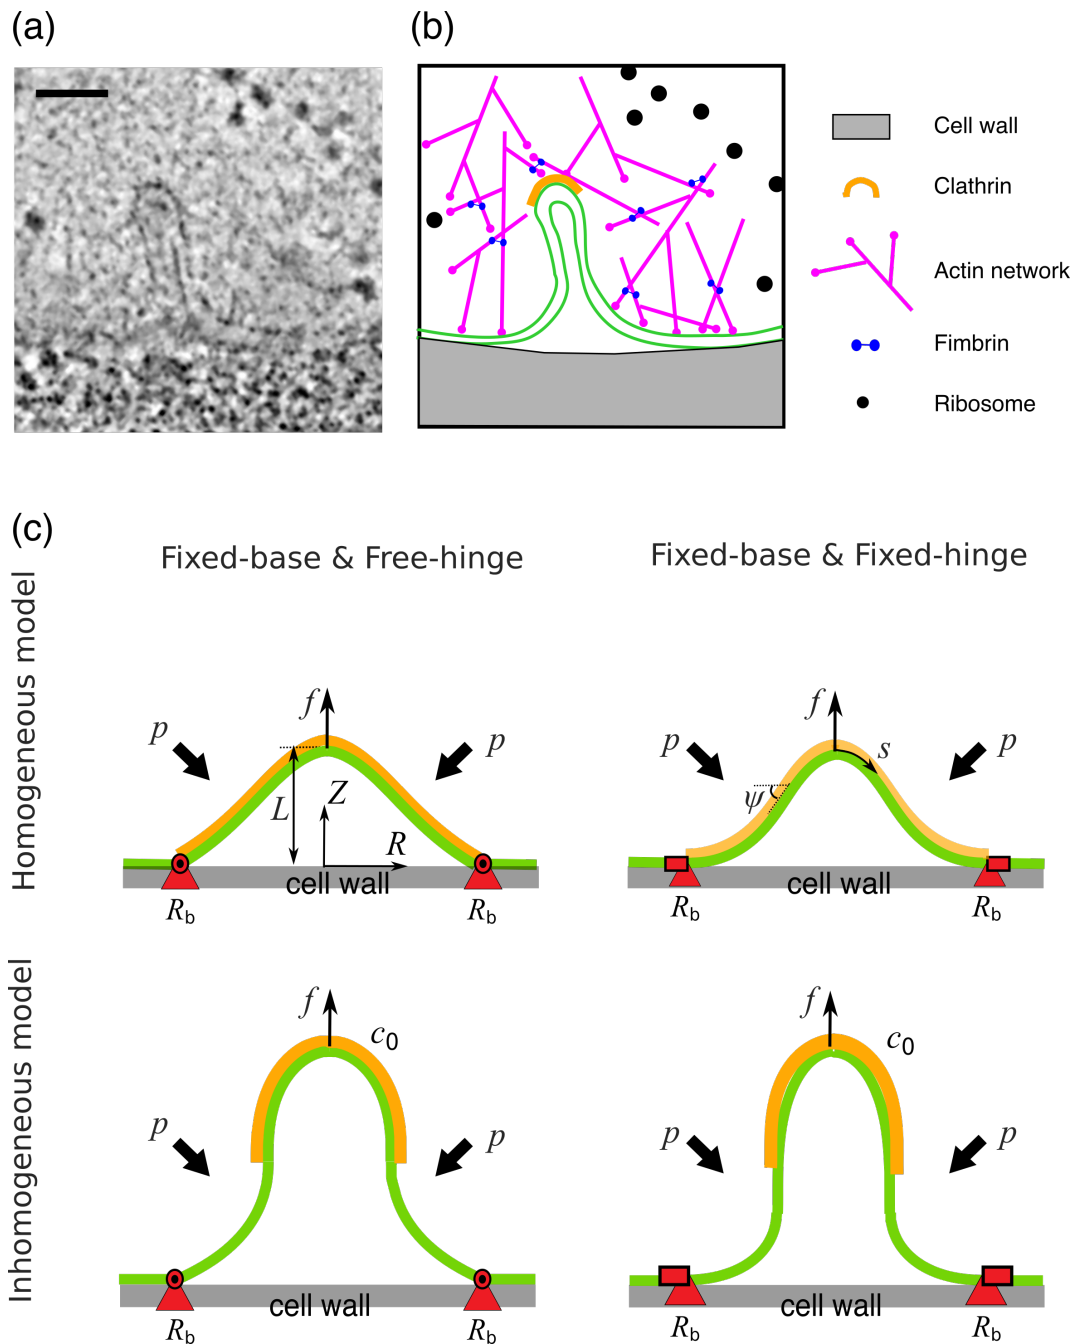 (a)
(b)
Cell wall
Clathrin
Actin network
Fimbrin
Ribosome
(c)
Fixed-base & Free-hinge
Fixed-base & Fixed-hinge
Homogeneous model
f
p
p
L
Z
R
cell wall
Rb
Rb
f
s
p
p
ψ
cell wall
Rb
Rb
Inhomogeneous model
f
c0
p
p
cell wall
Rb
Rb
f
c0
p
p
cell wall
Rb
Rb